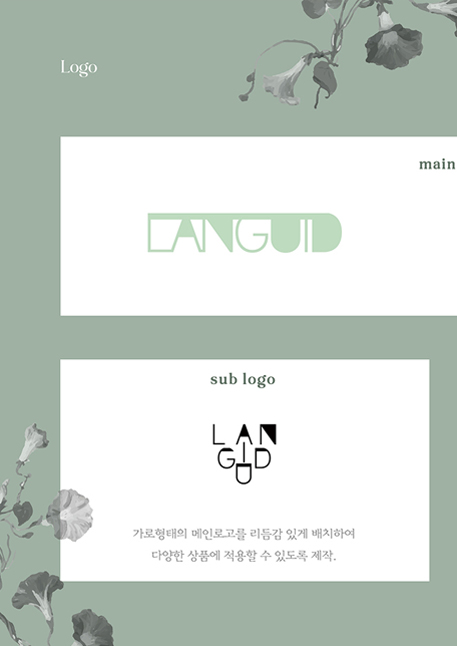 Logo
main
LANGUID
sub logo
LAN
GID
U
가로형태의 메인로고를 리듬감 있게 배치하여
다양한 상품에 적용할 수 있도록 제작.